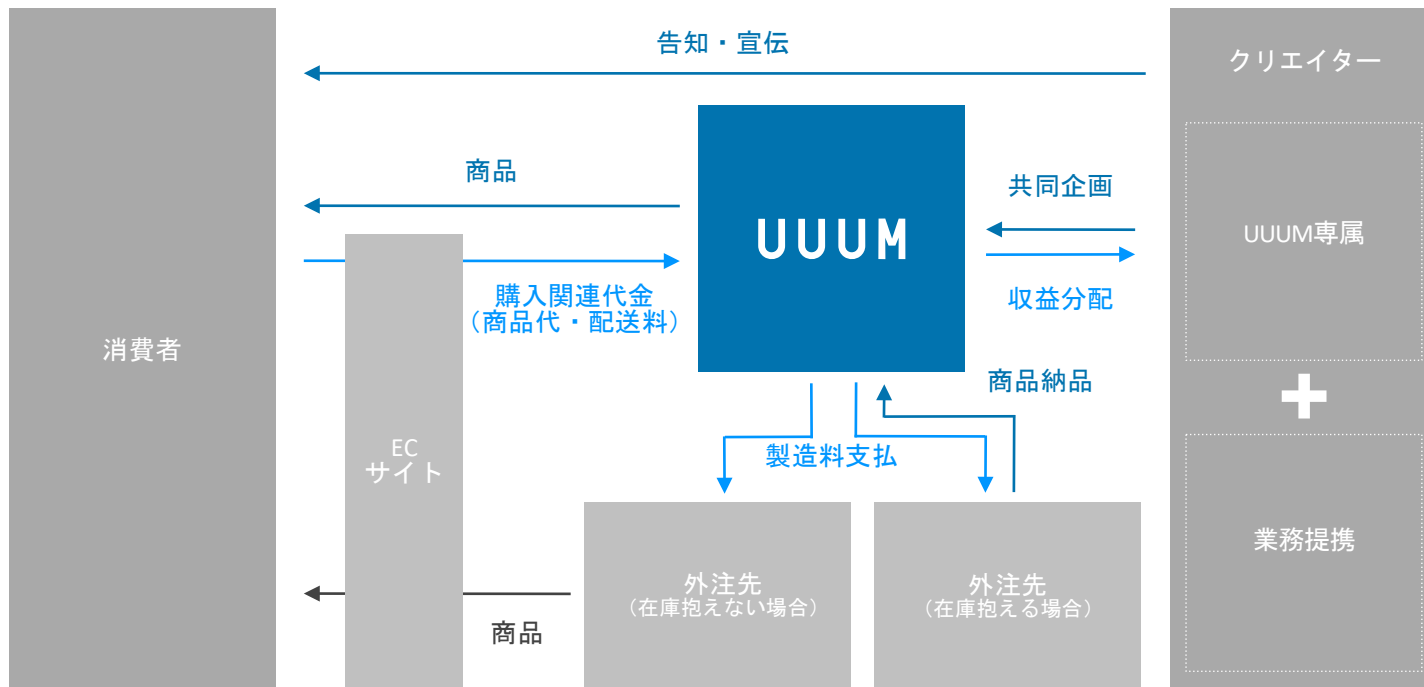 告知・宣伝
クリエイター
商品
共同企画
UUUM
UUUM専属
購入関連代金
（商品代・配送料）
収益分配
消費者
商品納品
EC
サイト
製造料支払
業務提携
外注先
（在庫抱えない場合）
外注先
（在庫抱える場合）
商品